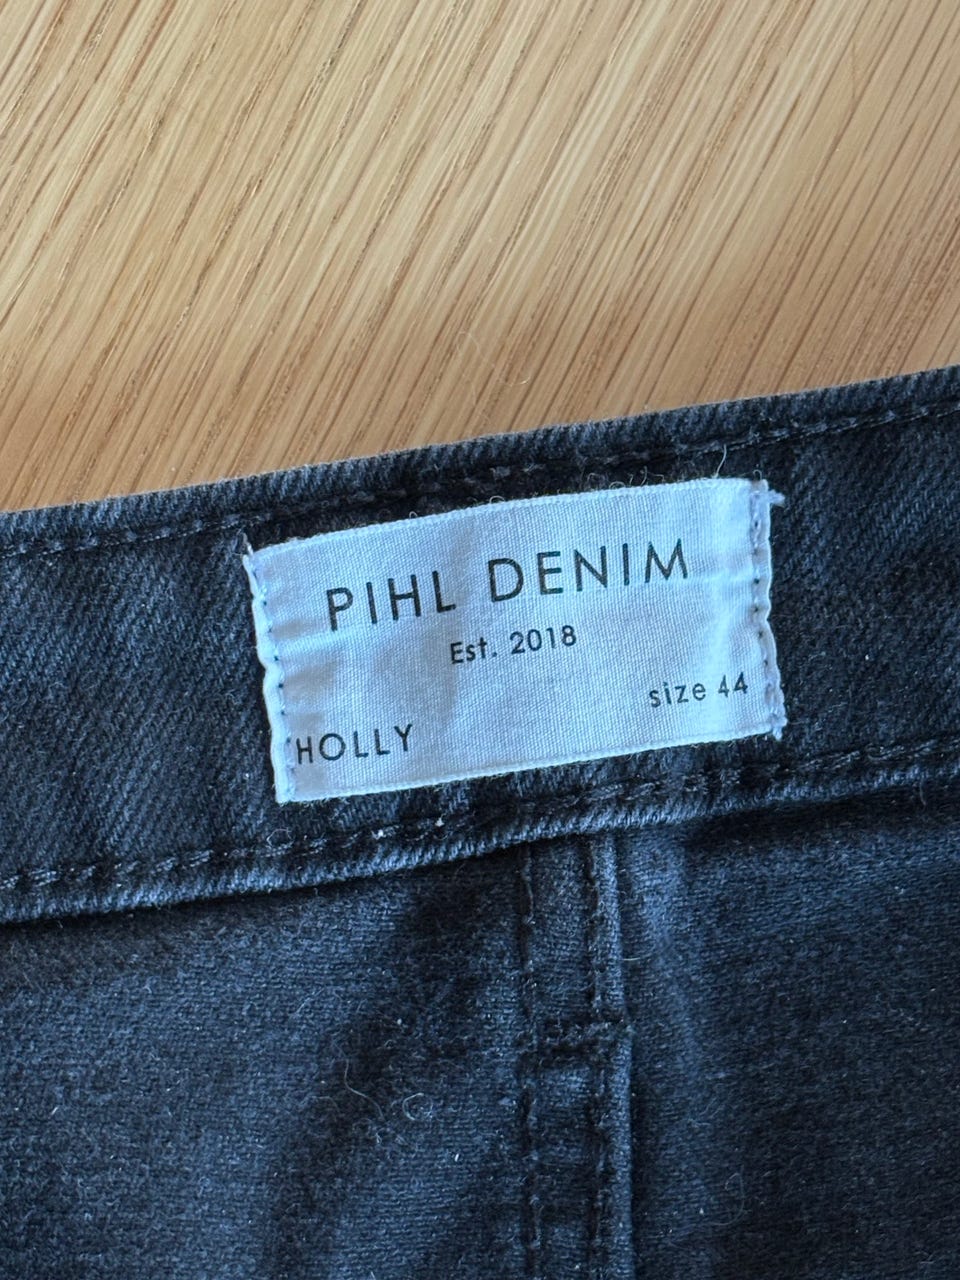 PIHL DENIM
Est. 2018
size 44
HOLLY